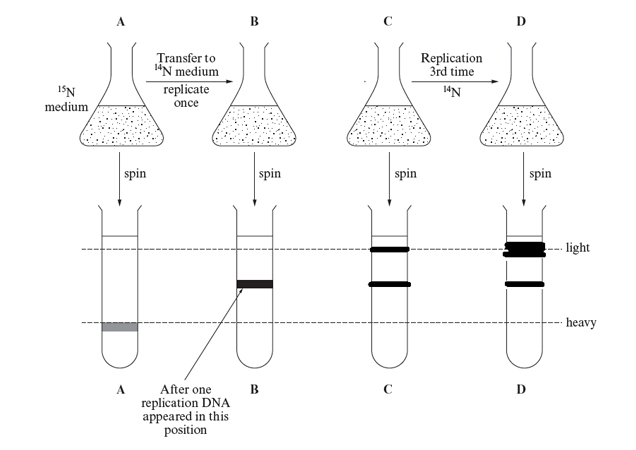 A
B
C
D
Transfer to
¹⁴N medium
replicate
once
Replication
3rd time
¹⁴N
¹⁵N
medium
spin
spin
spin
spin
light
heavy
A
B
C
D
After one
replication DNA
appeared in this
position